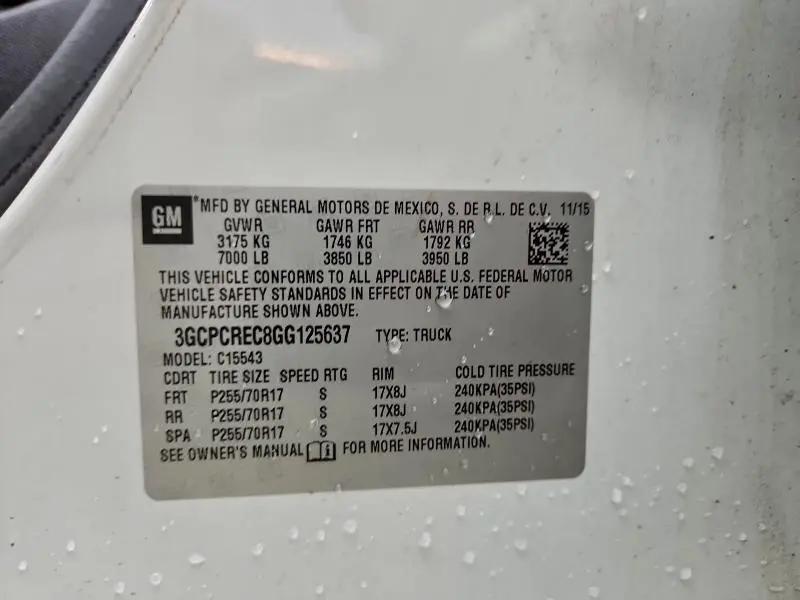 GM
*MFD BY GENERAL MOTORS DE MEXICO, S. DE R.L. DE C.V. 11/15
GVWR GAWR FRT GAWR RR
3175 KG 1746 KG 1792 KG
7000 LB 3850 LB 3950 LB
THIS VEHICLE CONFORMS TO ALL APPLICABLE U.S. FEDERAL MOTOR
VEHICLE SAFETY STANDARDS IN EFFECT ON THE DATE OF
MANUFACTURE SHOWN ABOVE.
3GCPCREC8GG125637 TYPE: TRUCK
MODEL: C15543
CDRT TIRE SIZE SPEED RTG RIM COLD TIRE PRESSURE
FRT P255/70R17 S 17X8J 240KPA(35PSI)
RR P255/70R17 S 17X8J 240KPA(35PSI)
SPA P255/70R17 S 17X7.5J 240KPA(35PSI)
SEE OWNER'S MANUAL FOR MORE INFORMATION.